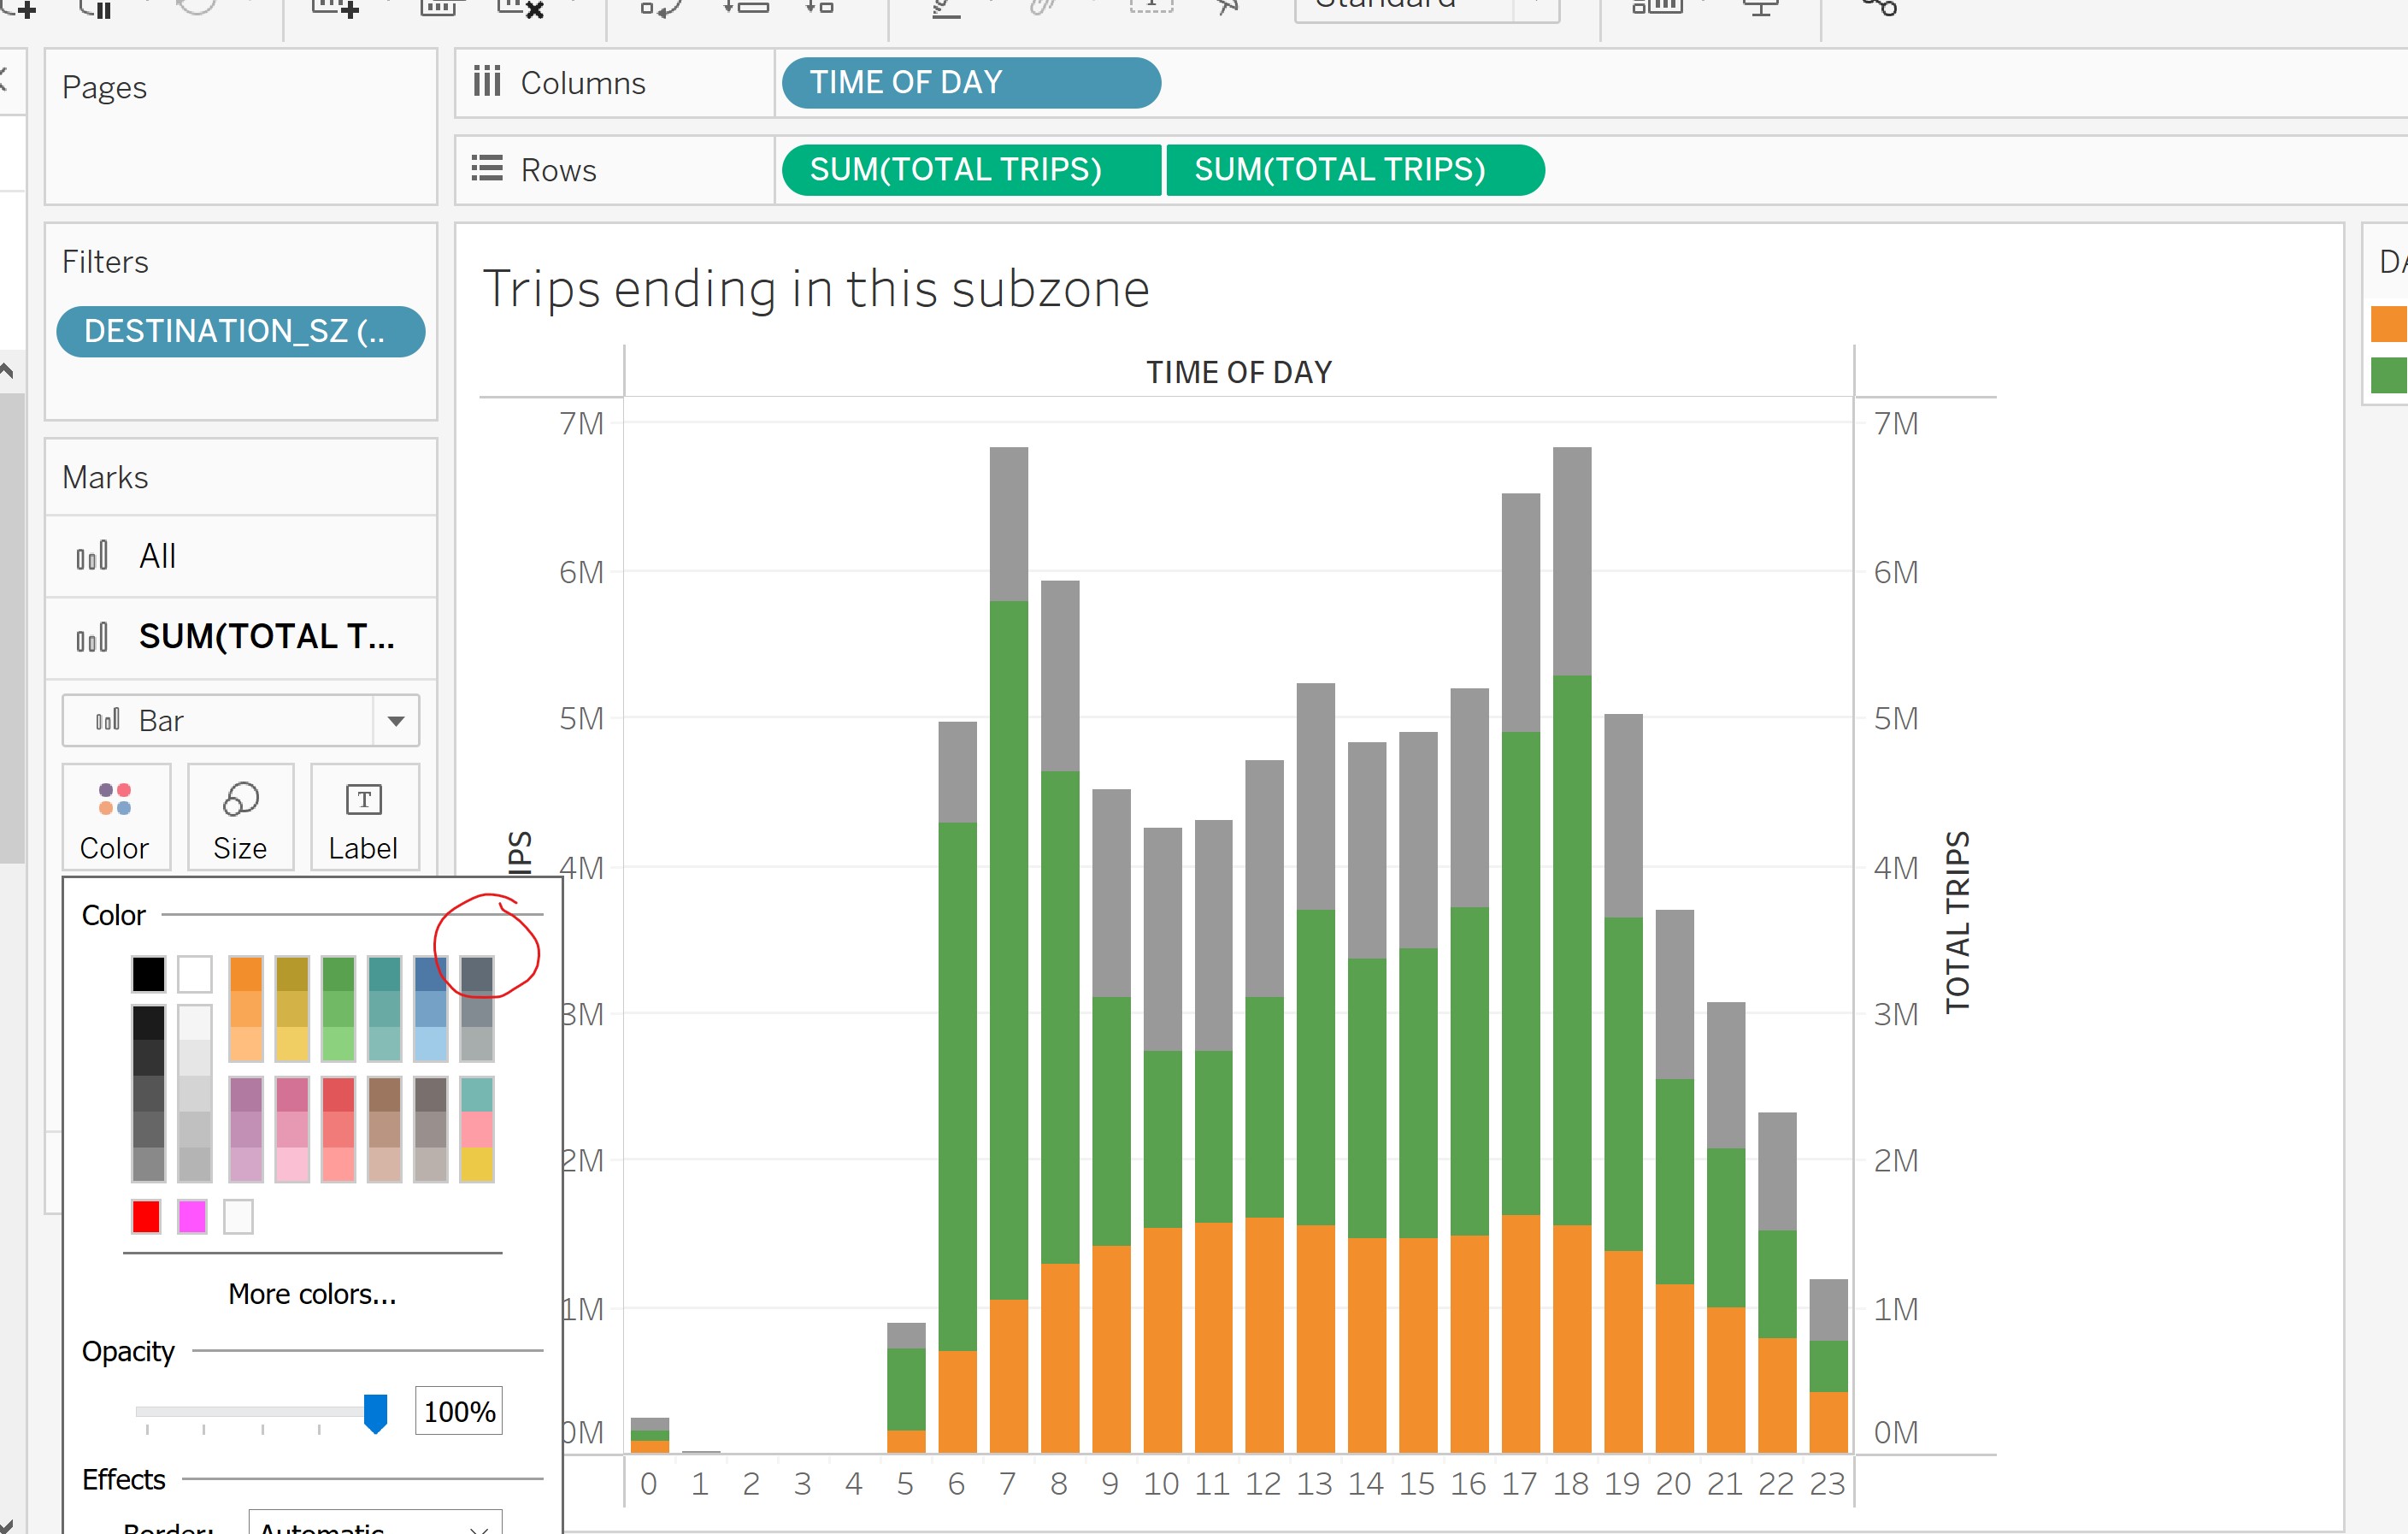 Standard
Pages
Columns
TIME OF DAY
Rows
SUM(TOTAL TRIPS)
SUM(TOTAL TRIPS)
Filters
DESTINATION_SZ (..
Marks
All
SUM(TOTAL T...
Bar
Color
Size
Label
Color
More colors...
Opacity
100%
Effects
Border:
Automatic
Trips ending in this subzone
TIME OF DAY
7M
6M
5M
4M
3M
2M
1M
0M
IPS
7M
6M
5M
4M
3M
2M
1M
0M
TOTAL TRIPS
0 1 2 3 4 5 6 7 8 9 10 11 12 13 14 15 16 17 18 19 20 21 22 23